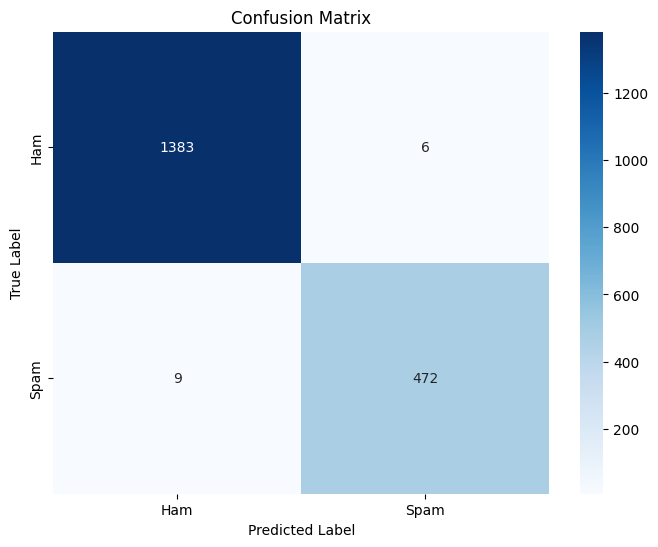 Confusion Matrix
Ham
1383
6
Spam
9
472
True Label
Ham
Spam
Predicted Label
1200
1000
800
600
400
200